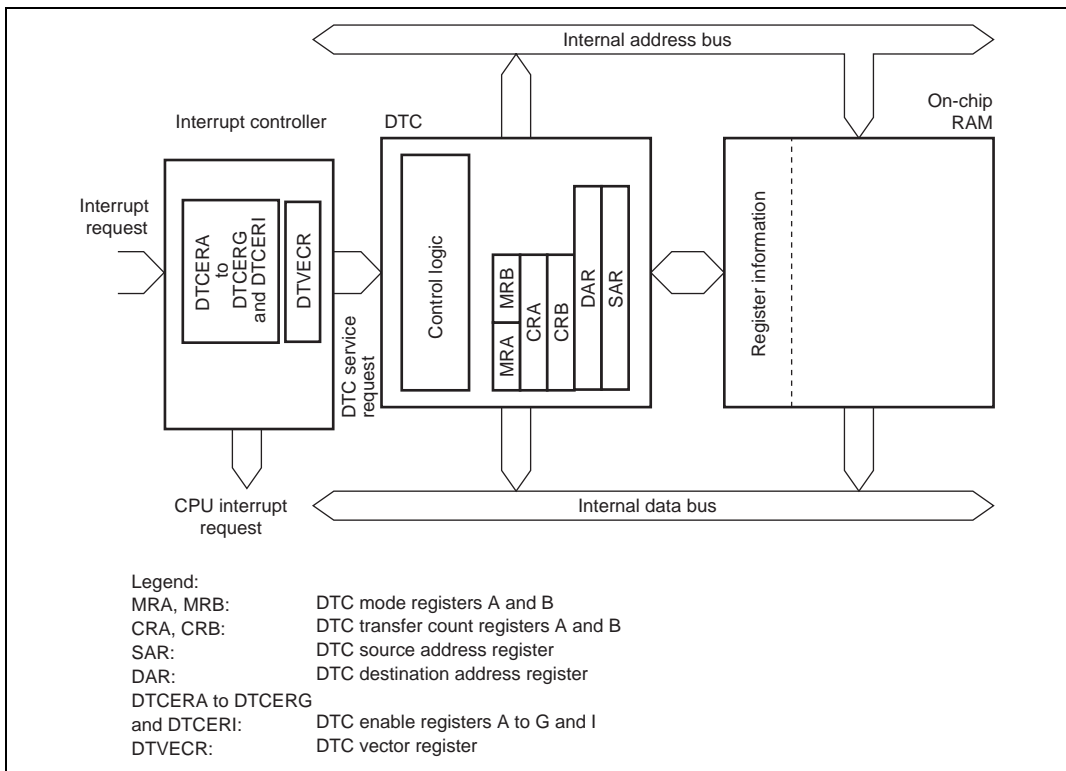 Internal address bus
On-chip
RAM
Interrupt controller
DTC
Interrupt
request
DTCERA
to
DTCERG
and DTCERI
DTVECR
DTC service
request
Control logic
MRA
MRB
CRA
CRB
DAR
SAR
Register information
CPU interrupt
request
Internal data bus
Legend:
MRA, MRB: DTC mode registers A and B
CRA, CRB: DTC transfer count registers A and B
SAR: DTC source address register
DAR: DTC destination address register
DTCERA to DTCERG
and DTCERI: DTC enable registers A to G and I
DTVECR: DTC vector register